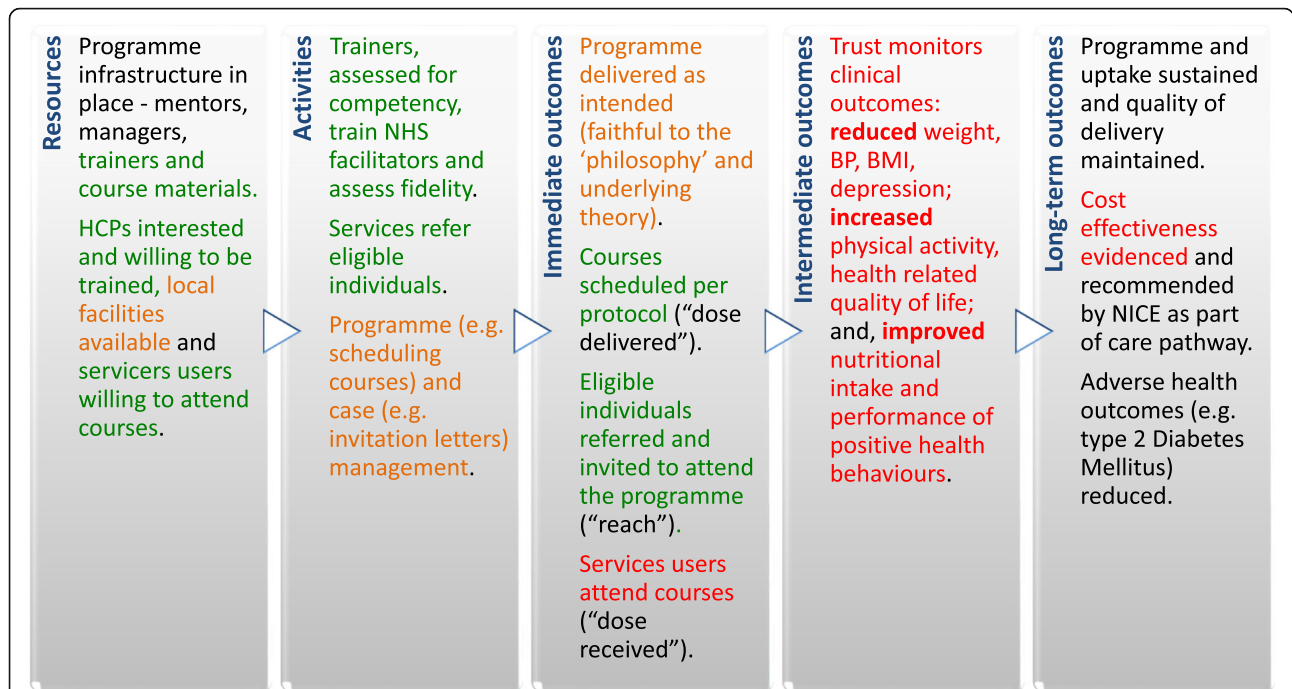 Resources
Programme
infrastructure in
place - mentors,
managers,
trainers and
course materials.
HCPs interested
and willing to be
trained, local
facilities
available and
servicers users
willing to attend
courses.
Activities
Trainers,
assessed for
competency,
train NHS
facilitators and
assess fidelity.
Services refer
eligible
individuals.
Programme (e.g.
scheduling
courses) and
case (e.g.
invitation letters)
management.
Immediate outcomes
Programme
delivered as
intended
(faithful to the
‘philosophy’ and
underlying
theory).
Courses
scheduled per
protocol (“dose
delivered”).
Eligible
individuals
referred and
invited to attend
the programme
(“reach”).
Services users
attend courses
(“dose
received”).
Intermediate outcomes
Trust monitors
clinical
outcomes:
reduced weight,
BP, BMI,
depression;
increased
physical activity,
health related
quality of life;
and, improved
nutritional
intake and
performance of
positive health
behaviours.
Long-term outcomes
Programme and
uptake sustained
and quality of
delivery
maintained.
Cost
effectiveness
evidenced and
recommended
by NICE as part
of care pathway.
Adverse health
outcomes (e.g.
type 2 Diabetes
Mellitus)
reduced.